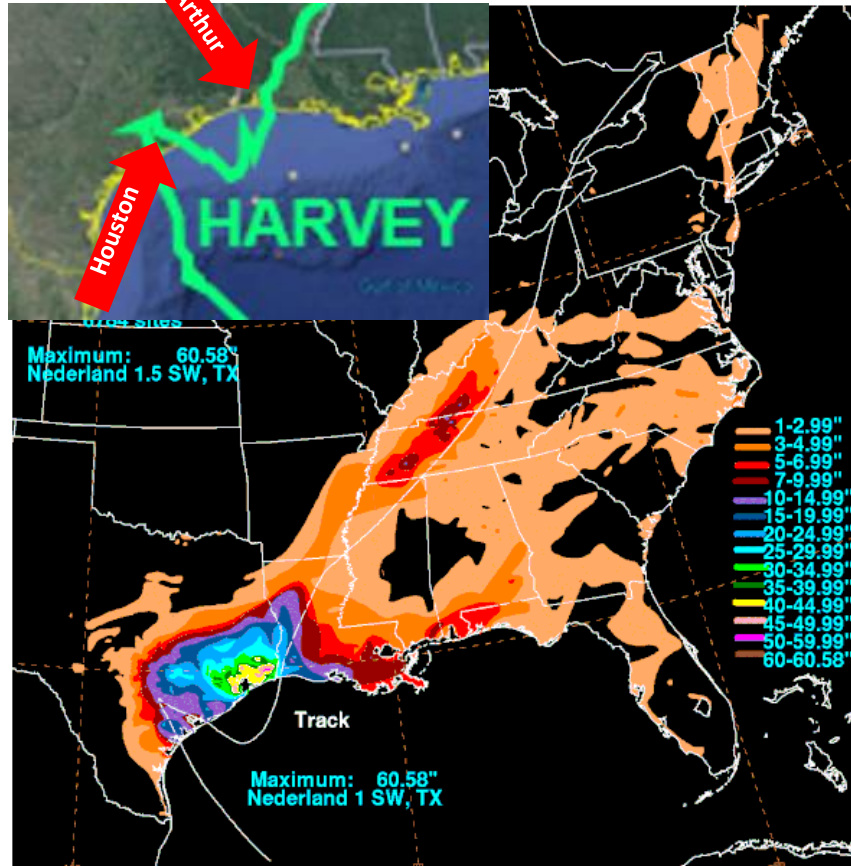 Arthur
Houston
HARVEY
Gulf of Mexico
6784 sites
Maximum: 60.58"
Nederland 1.5 SW, TX
1-2.99"
3-4.99"
5-6.99"
7-9.99"
10-14.99"
15-19.99"
20-24.99"
25-29.99"
30-34.99"
35-39.99"
40-44.99"
45-49.99"
50-59.99"
60-60.58"
Track
Maximum: 60.58"
Nederland 1 SW, TX